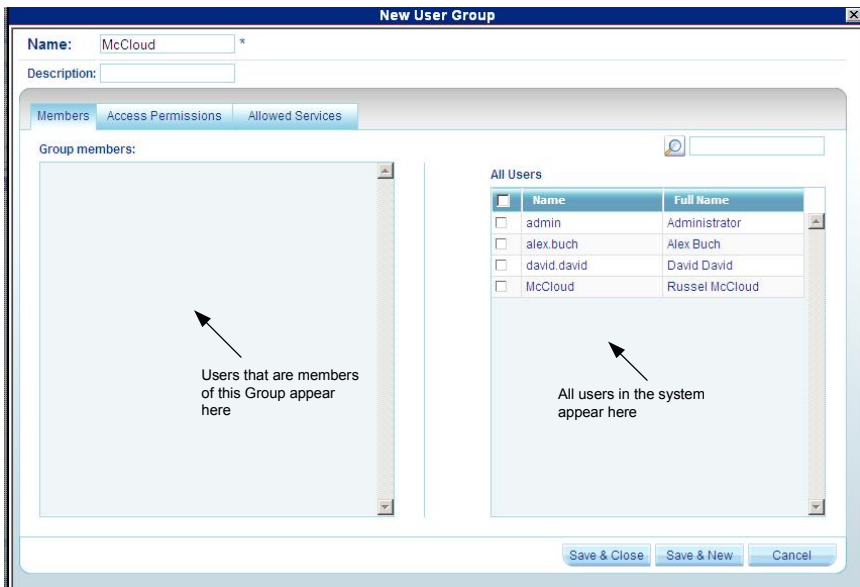 New User Group
Name: McCloud *
Description:
Members Access Permissions Allowed Services
Group members:
All Users
Name Full Name
admin Administrator
alex.buch Alex Buch
david.david David David
McCloud Russel McCloud
Users that are members
of this Group appear
here
All users in the system
appear here
Save & Close Save & New Cancel